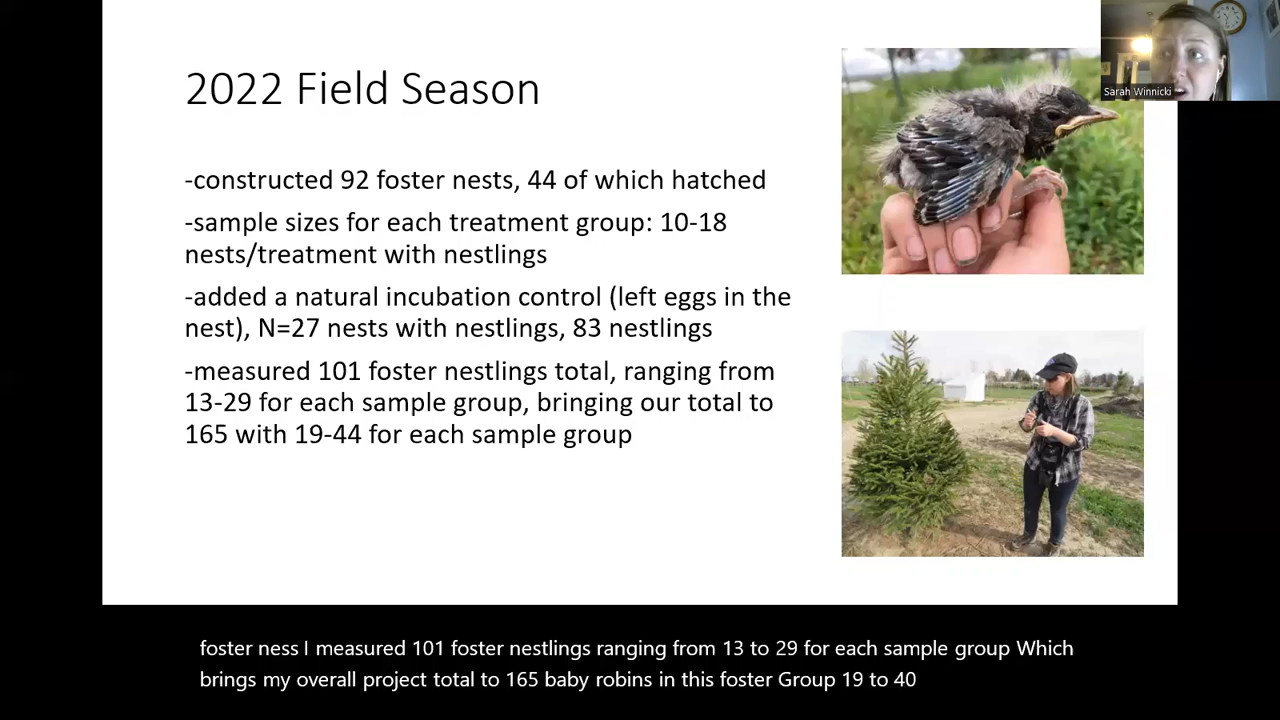 Sarah Winnicki
2022 Field Season
-constructed 92 foster nests, 44 of which hatched
-sample sizes for each treatment group: 10-18
nests/treatment with nestlings
-added a natural incubation control (left eggs in the
nest), N=27 nests with nestlings, 83 nestlings
-measured 101 foster nestlings total, ranging from
13-29 for each sample group, bringing our total to
165 with 19-44 for each sample group
foster ness I measured 101 foster nestlings ranging from 13 to 29 for each sample group Which
brings my overall project total to 165 baby robins in this foster Group 19 to 40